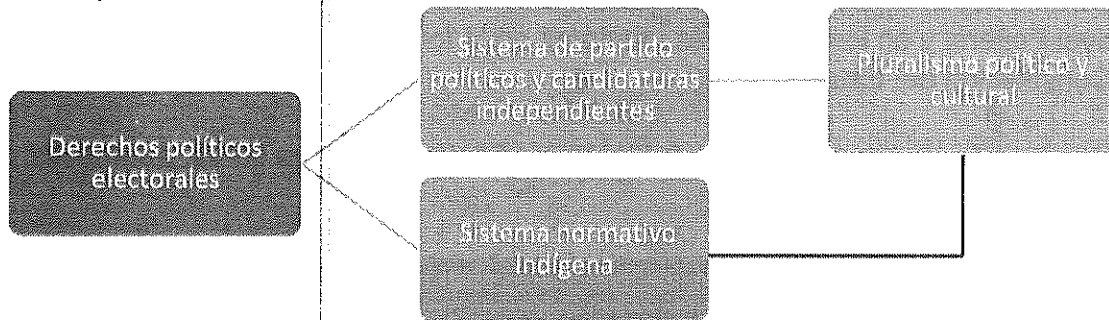 Derechos políticos
electorales
Sistema de partido
políticos y candidaturas
independientes
Pluralismo político y
cultural
Sistema normativo
Indígena